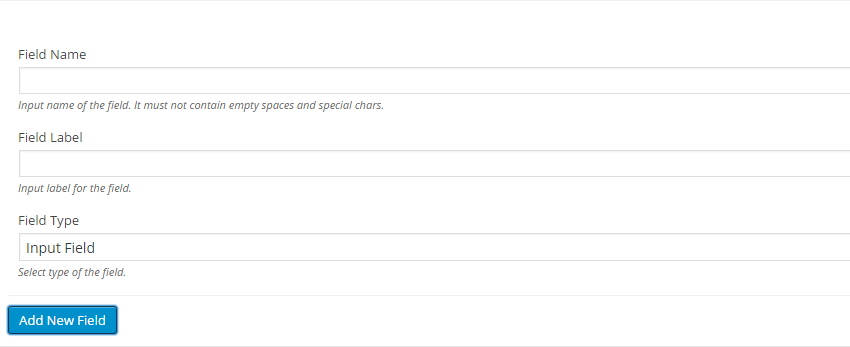 Field Name
Input name of the field. It must not contain empty spaces and special chars.
Field Label
Input label for the field.
Field Type
Input Field
Select type of the field.
Add New Field